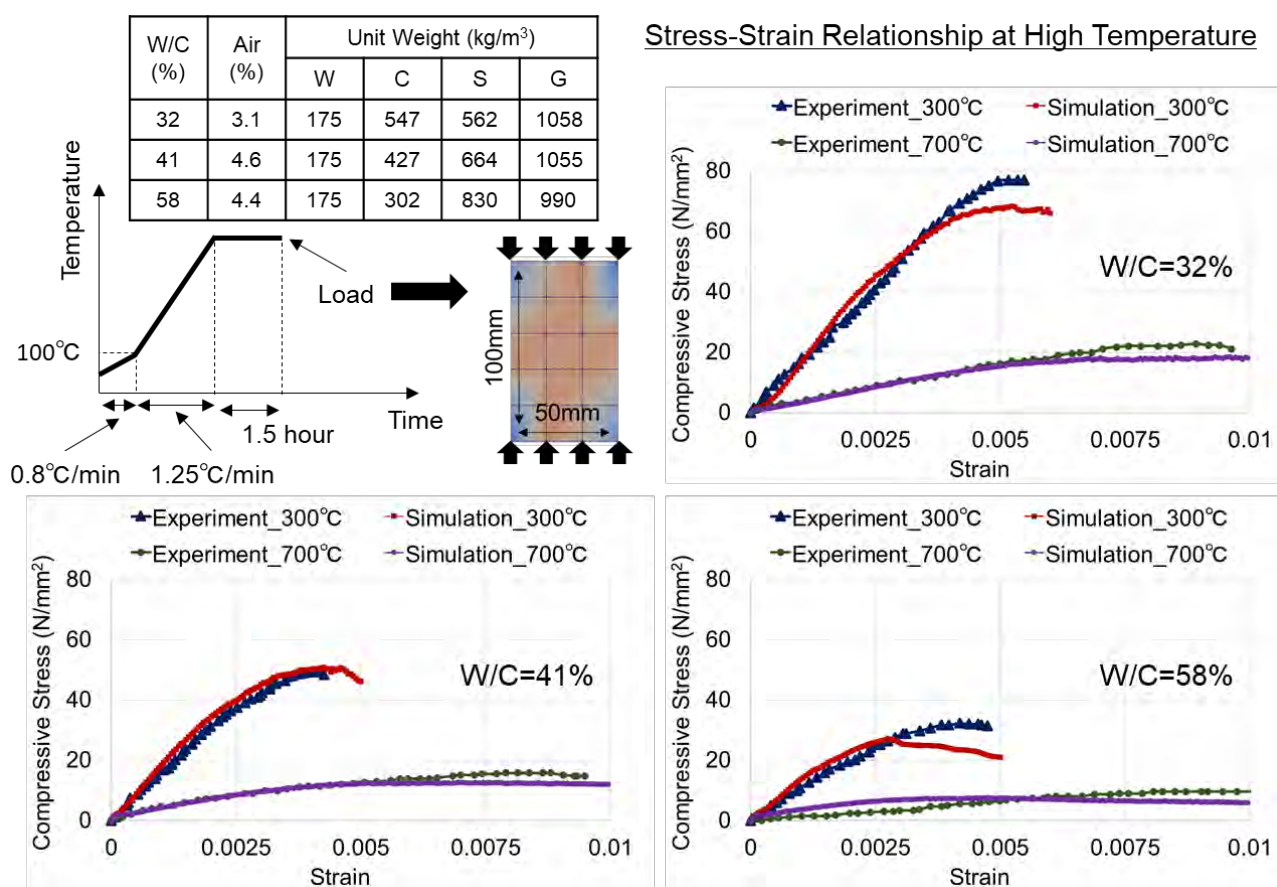 Stress-Strain Relationship at High Temperature
W/C (%) Air (%) Unit Weight (kg/m³)
W C S G
32 3.1 175 547 562 1058
41 4.6 175 427 664 1055
58 4.4 175 302 830 990
Temperature
100℃
Load
Time
0.8℃/min
1.25℃/min
1.5 hour
100mm
50mm
Experiment_300℃ Simulation_300℃
Experiment_700℃ Simulation_700℃
Compressive Stress (N/mm²)
80
60
40
20
0
W/C=32%
0 0.0025 0.005 0.0075 0.01
Strain
Experiment_300℃ Simulation_300℃
Experiment_700℃ Simulation_700℃
Compressive Stress (N/mm²)
80
60
40
20
0
W/C=41%
0 0.0025 0.005 0.0075 0.01
Strain
Experiment_300℃ Simulation_300℃
Experiment_700℃ Simulation_700℃
Compressive Stress (N/mm²)
80
60
40
20
0
W/C=58%
0 0.0025 0.005 0.0075 0.01
Strain